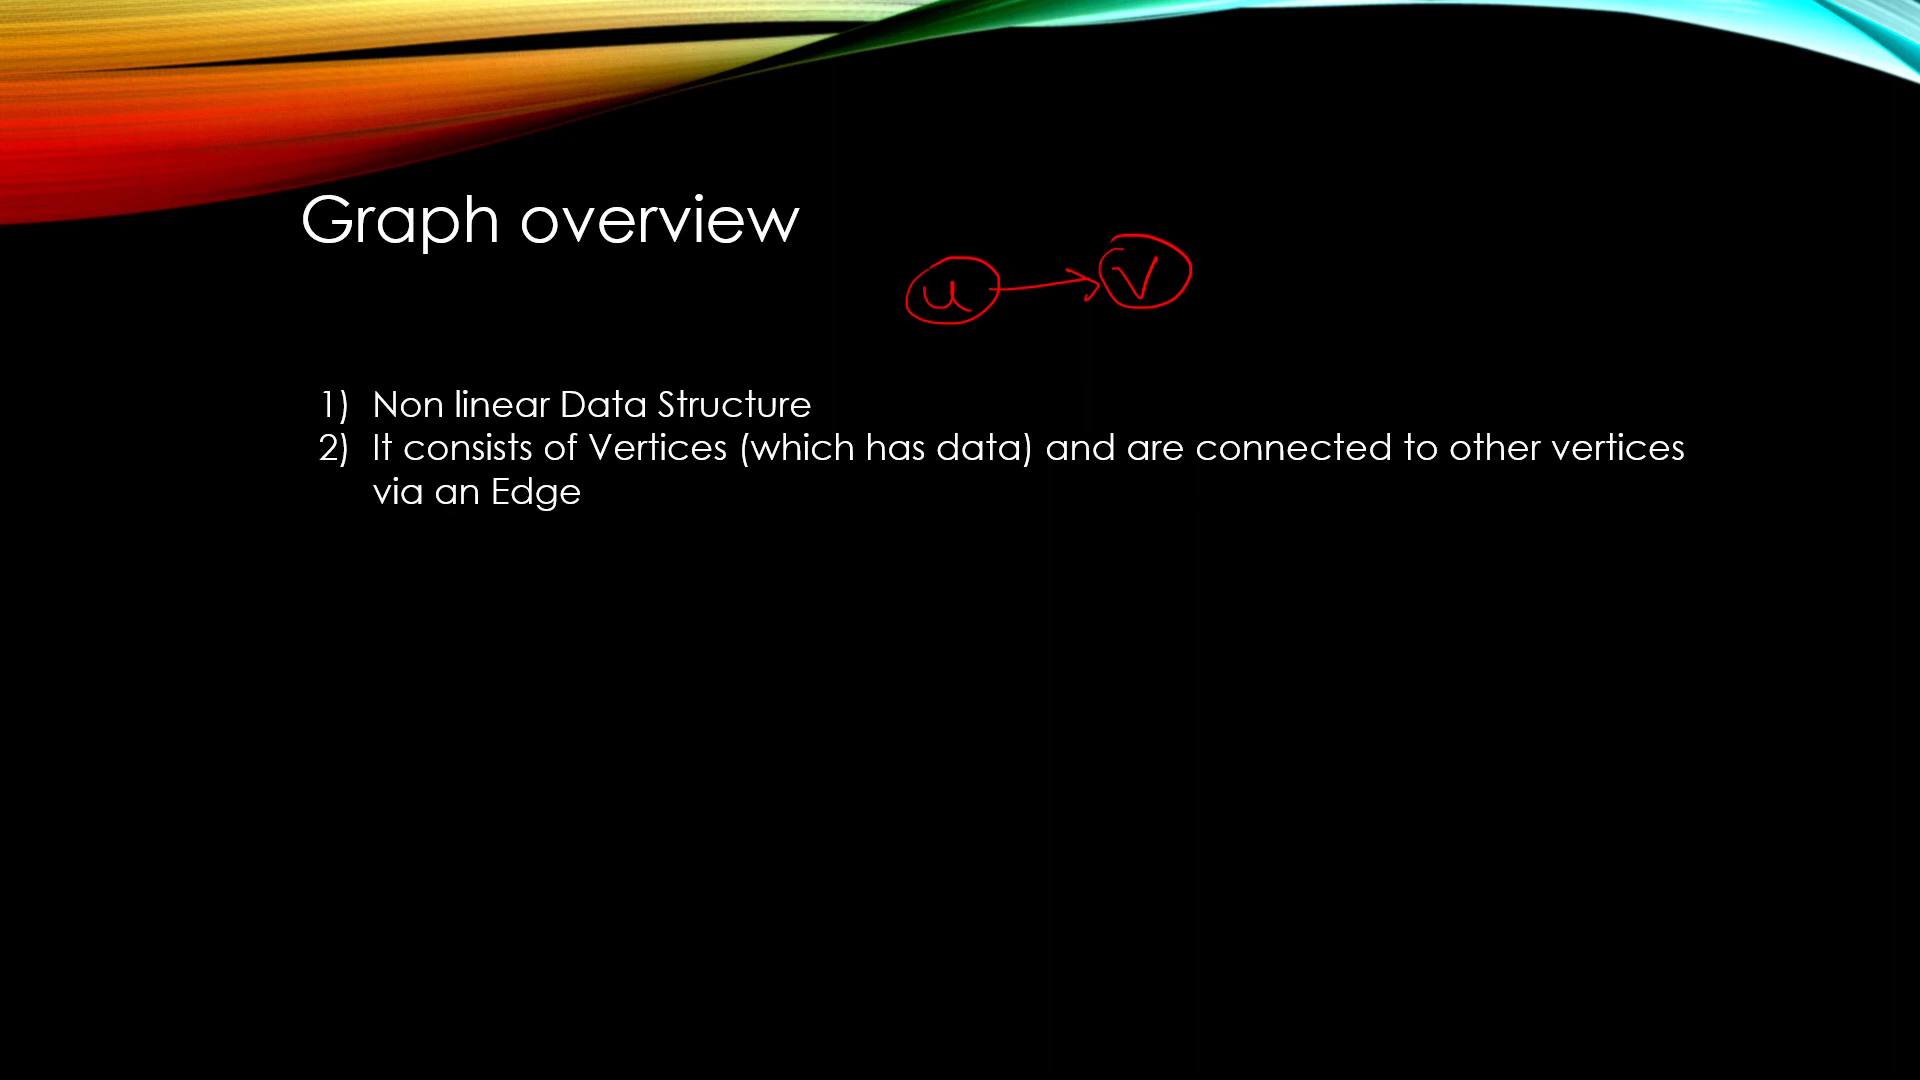 Graph overview
u → v
1) Non linear Data Structure
2) It consists of Vertices (which has data) and are connected to other vertices
via an Edge